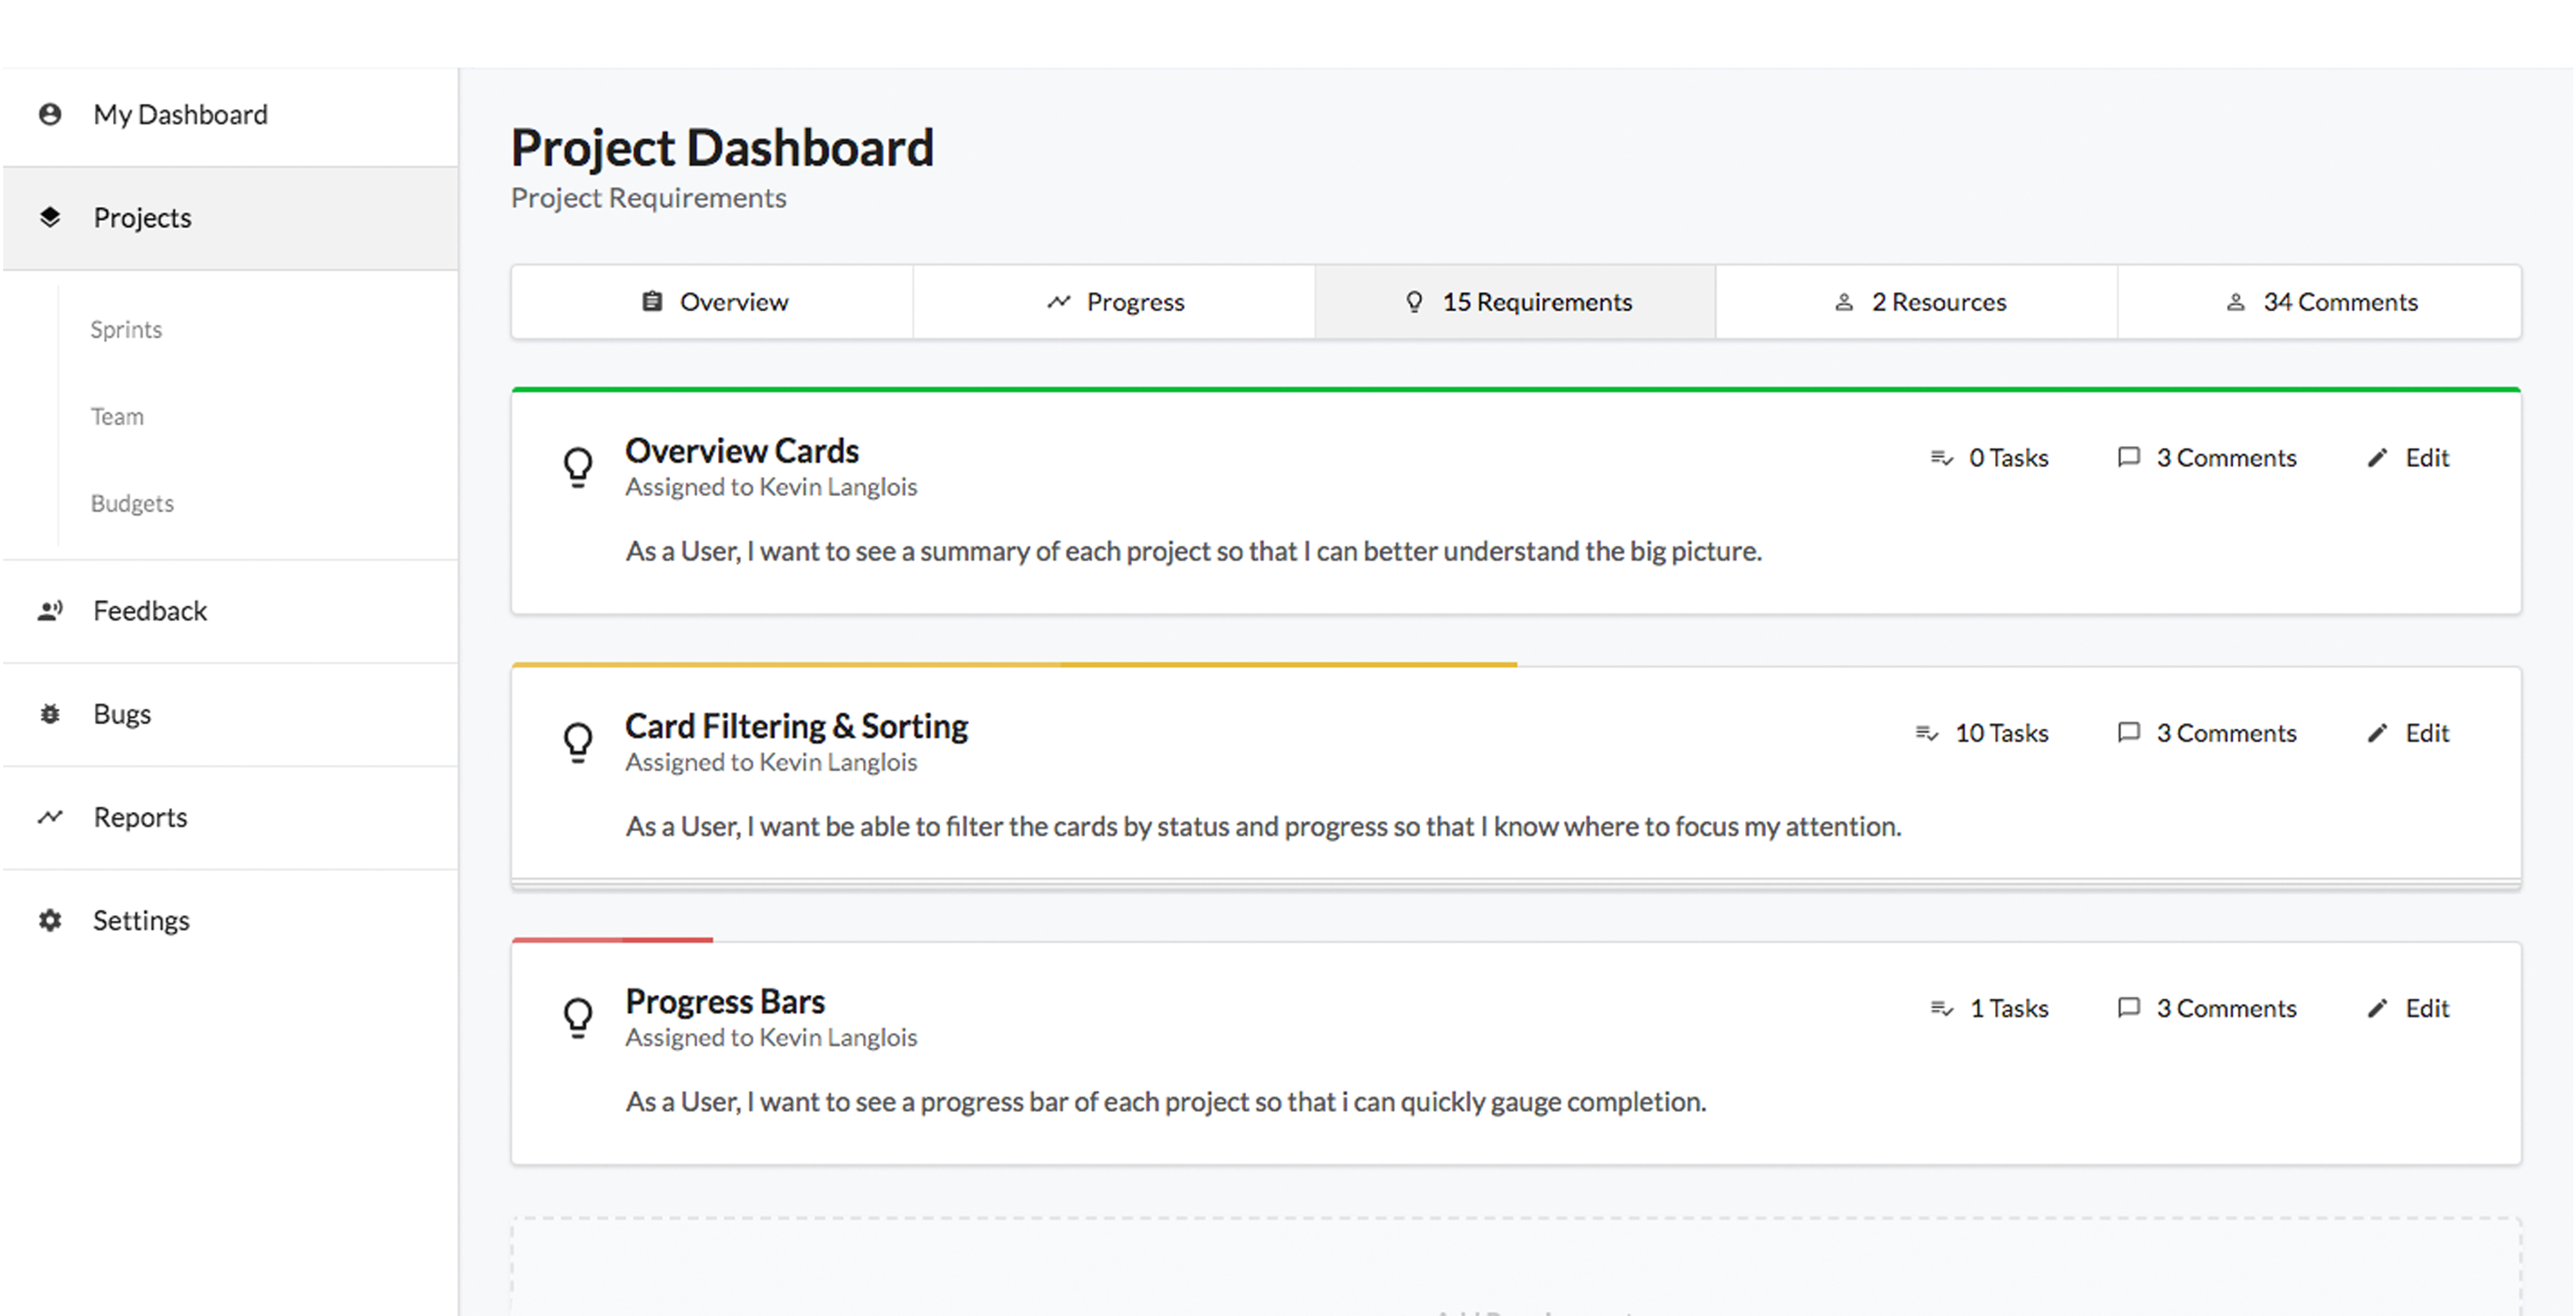 My Dashboard
Projects
Sprints
Team
Budgets
Feedback
Bugs
Reports
Settings
Project Dashboard
Project Requirements
Overview
Progress
15 Requirements
2 Resources
34 Comments
Overview Cards
Assigned to Kevin Langlois
0 Tasks
3 Comments
Edit
As a User, I want to see a summary of each project so that I can better understand the big picture.
Card Filtering & Sorting
Assigned to Kevin Langlois
10 Tasks
3 Comments
Edit
As a User, I want be able to filter the cards by status and progress so that I know where to focus my attention.
Progress Bars
Assigned to Kevin Langlois
1 Tasks
3 Comments
Edit
As a User, I want to see a progress bar of each project so that i can quickly gauge completion.